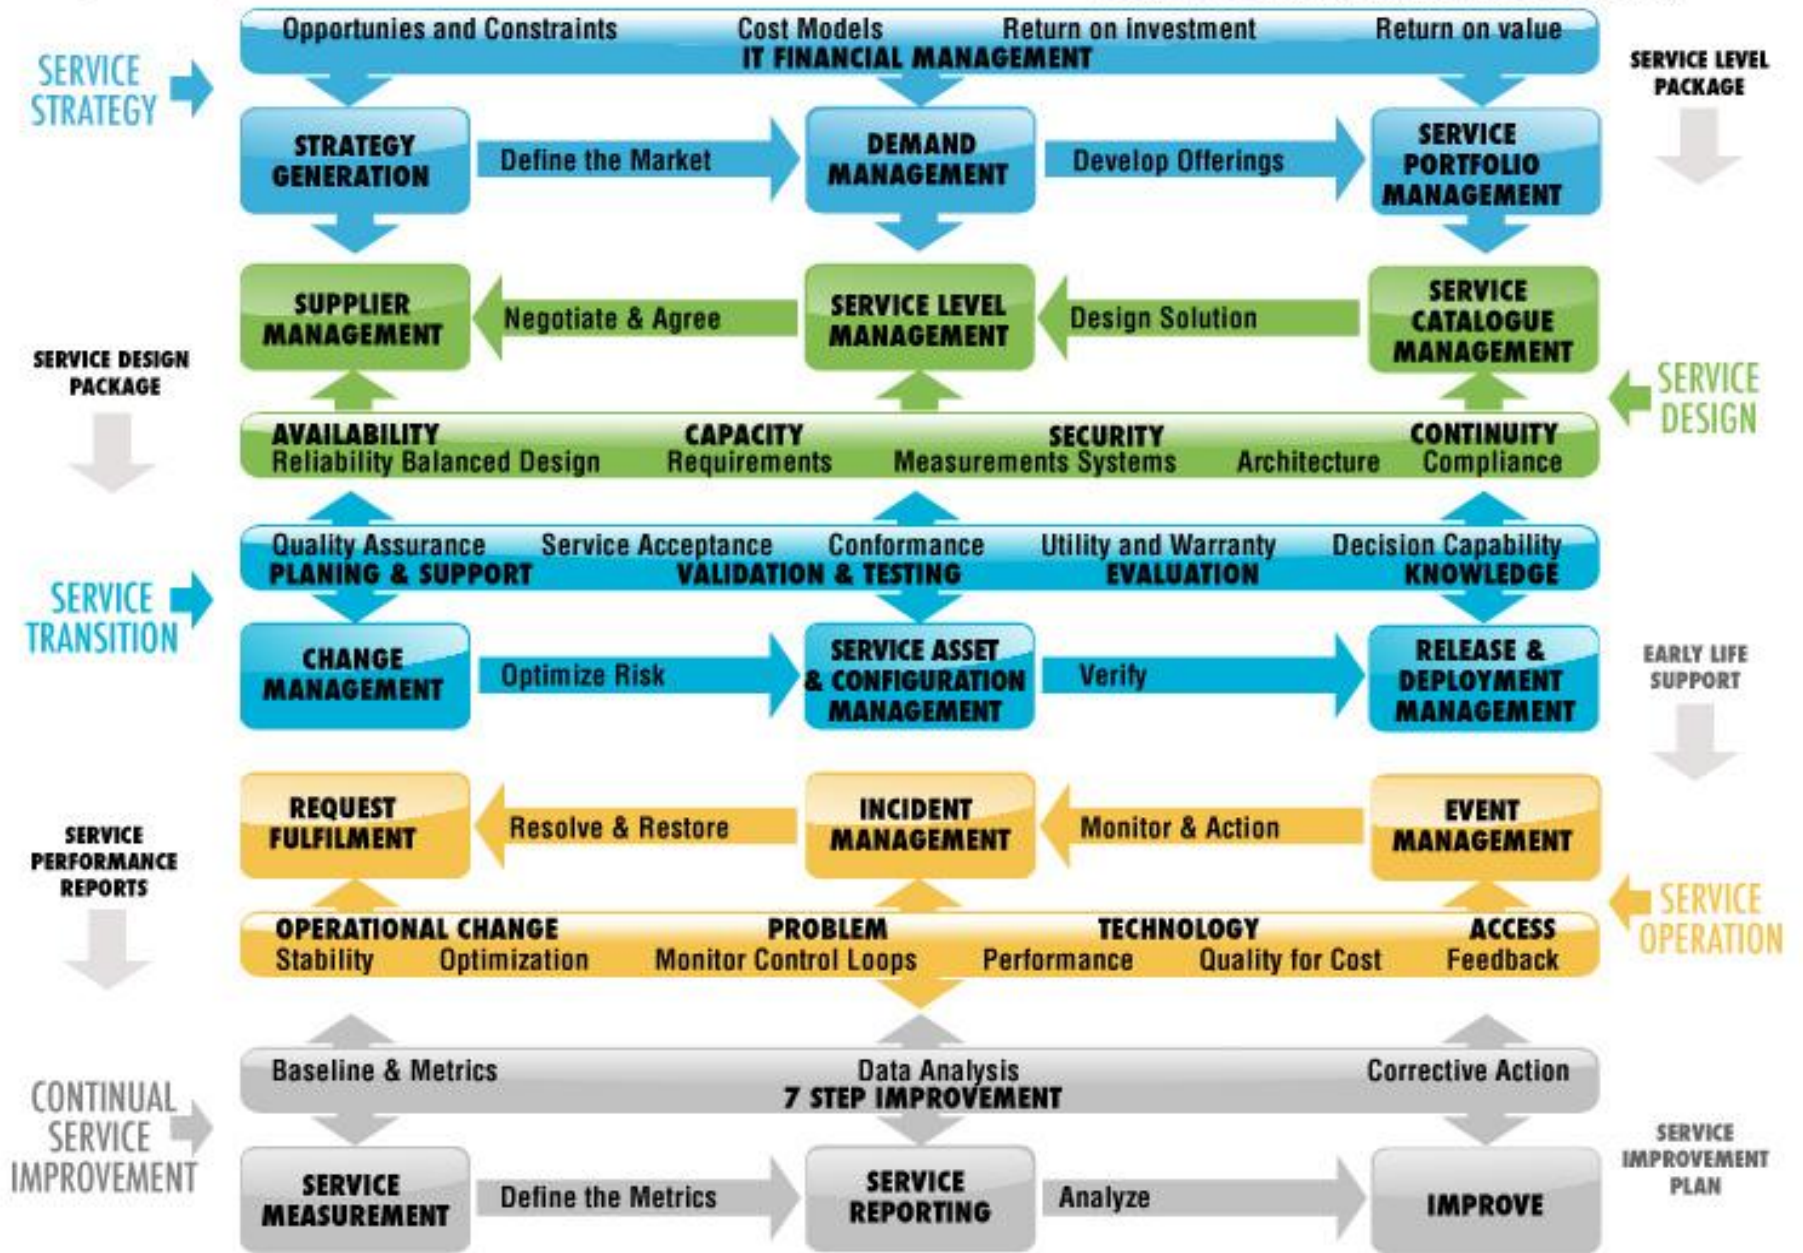 Opportunies and Constraints Cost Models Return on investment Return on value
IT FINANCIAL MANAGEMENT
SERVICE
STRATEGY
SERVICE LEVEL
PACKAGE
STRATEGY
GENERATION
Define the Market
DEMAND
MANAGEMENT
Develop Offerings
SERVICE
PORTFOLIO
MANAGEMENT
SUPPLIER
MANAGEMENT
Negotiate & Agree
SERVICE LEVEL
MANAGEMENT
Design Solution
SERVICE
CATALOGUE
MANAGEMENT
SERVICE DESIGN
PACKAGE
SERVICE
DESIGN
AVAILABILITY CAPACITY SECURITY CONTINUITY
Reliability Balanced Design Requirements Measurements Systems Architecture Compliance
Quality Assurance Service Acceptance Conformance Utility and Warranty Decision Capability
PLANING & SUPPORT VALIDATION & TESTING EVALUATION KNOWLEDGE
SERVICE
TRANSITION
CHANGE
MANAGEMENT
Optimize Risk
SERVICE ASSET
& CONFIGURATION
MANAGEMENT
Verify
RELEASE &
DEPLOYMENT
MANAGEMENT
EARLY LIFE
SUPPORT
REQUEST
FULFILMENT
Resolve & Restore
INCIDENT
MANAGEMENT
Monitor & Action
EVENT
MANAGEMENT
SERVICE
PERFORMANCE
REPORTS
SERVICE
OPERATION
OPERATIONAL CHANGE PROBLEM TECHNOLOGY ACCESS
Stability Optimization Monitor Control Loops Performance Quality for Cost Feedback
Baseline & Metrics Data Analysis Corrective Action
7 STEP IMPROVEMENT
CONTINUAL
SERVICE
IMPROVEMENT
SERVICE
MEASUREMENT
Define the Metrics
SERVICE
REPORTING
Analyze
IMPROVE
SERVICE
IMPROVEMENT
PLAN